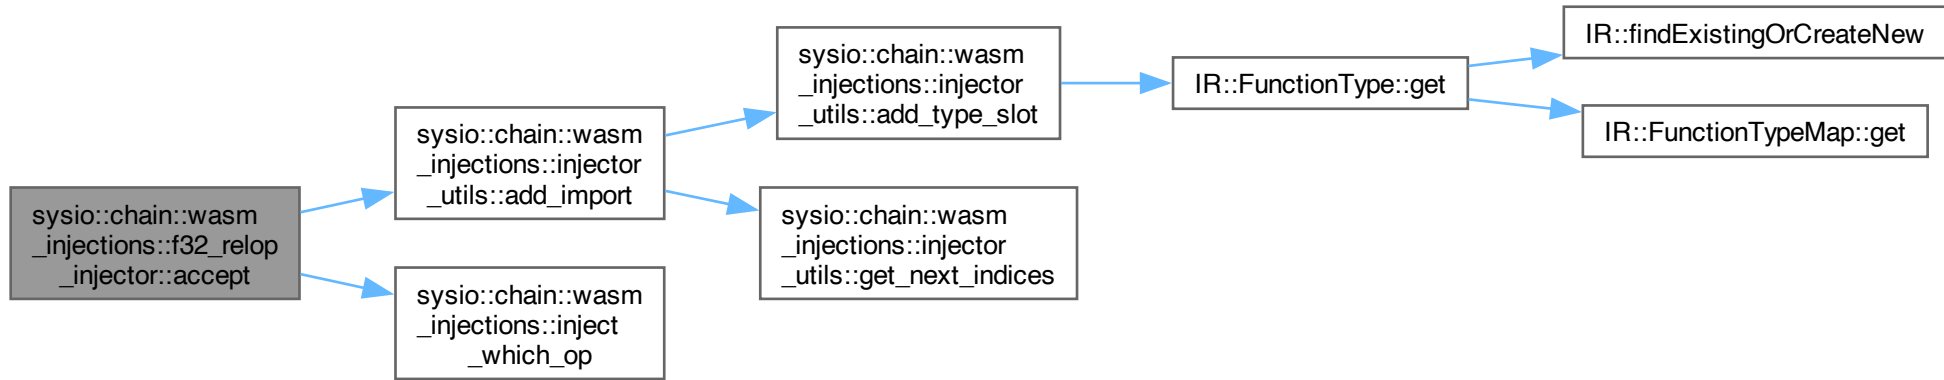 sysio::chain::wasm
_injections::f32_relop
_injector::accept
sysio::chain::wasm
_injections::injector
_utils::add_import
sysio::chain::wasm
_injections::inject
_which_op
sysio::chain::wasm
_injections::injector
_utils::add_type_slot
sysio::chain::wasm
_injections::injector
_utils::get_next_indices
IR::FunctionType::get
IR::findExistingOrCreateNew
IR::FunctionTypeMap::get